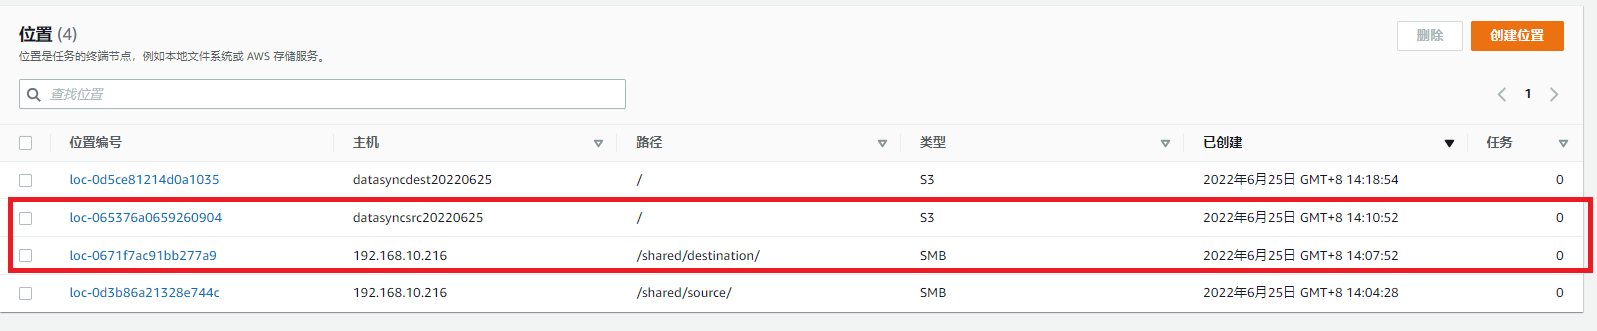 位置 (4)
删除 创建位置
位置是任务的终端节点，例如本地文件系统或 AWS 存储服务。
查找位置
1
位置编号 主机 路径 类型 已创建 任务
loc-0d5ce81214d0a1035 datasyncdest20220625 / S3 2022年6月25日 GMT+8 14:18:54 0
loc-065376a0659260904 datasyncsrc20220625 / S3 2022年6月25日 GMT+8 14:10:52 0
loc-0671f7ac91bb277a9 192.168.10.216 /shared/destination/ SMB 2022年6月25日 GMT+8 14:07:52 0
loc-0d3b86a21328e744c 192.168.10.216 /shared/source/ SMB 2022年6月25日 GMT+8 14:04:28 0